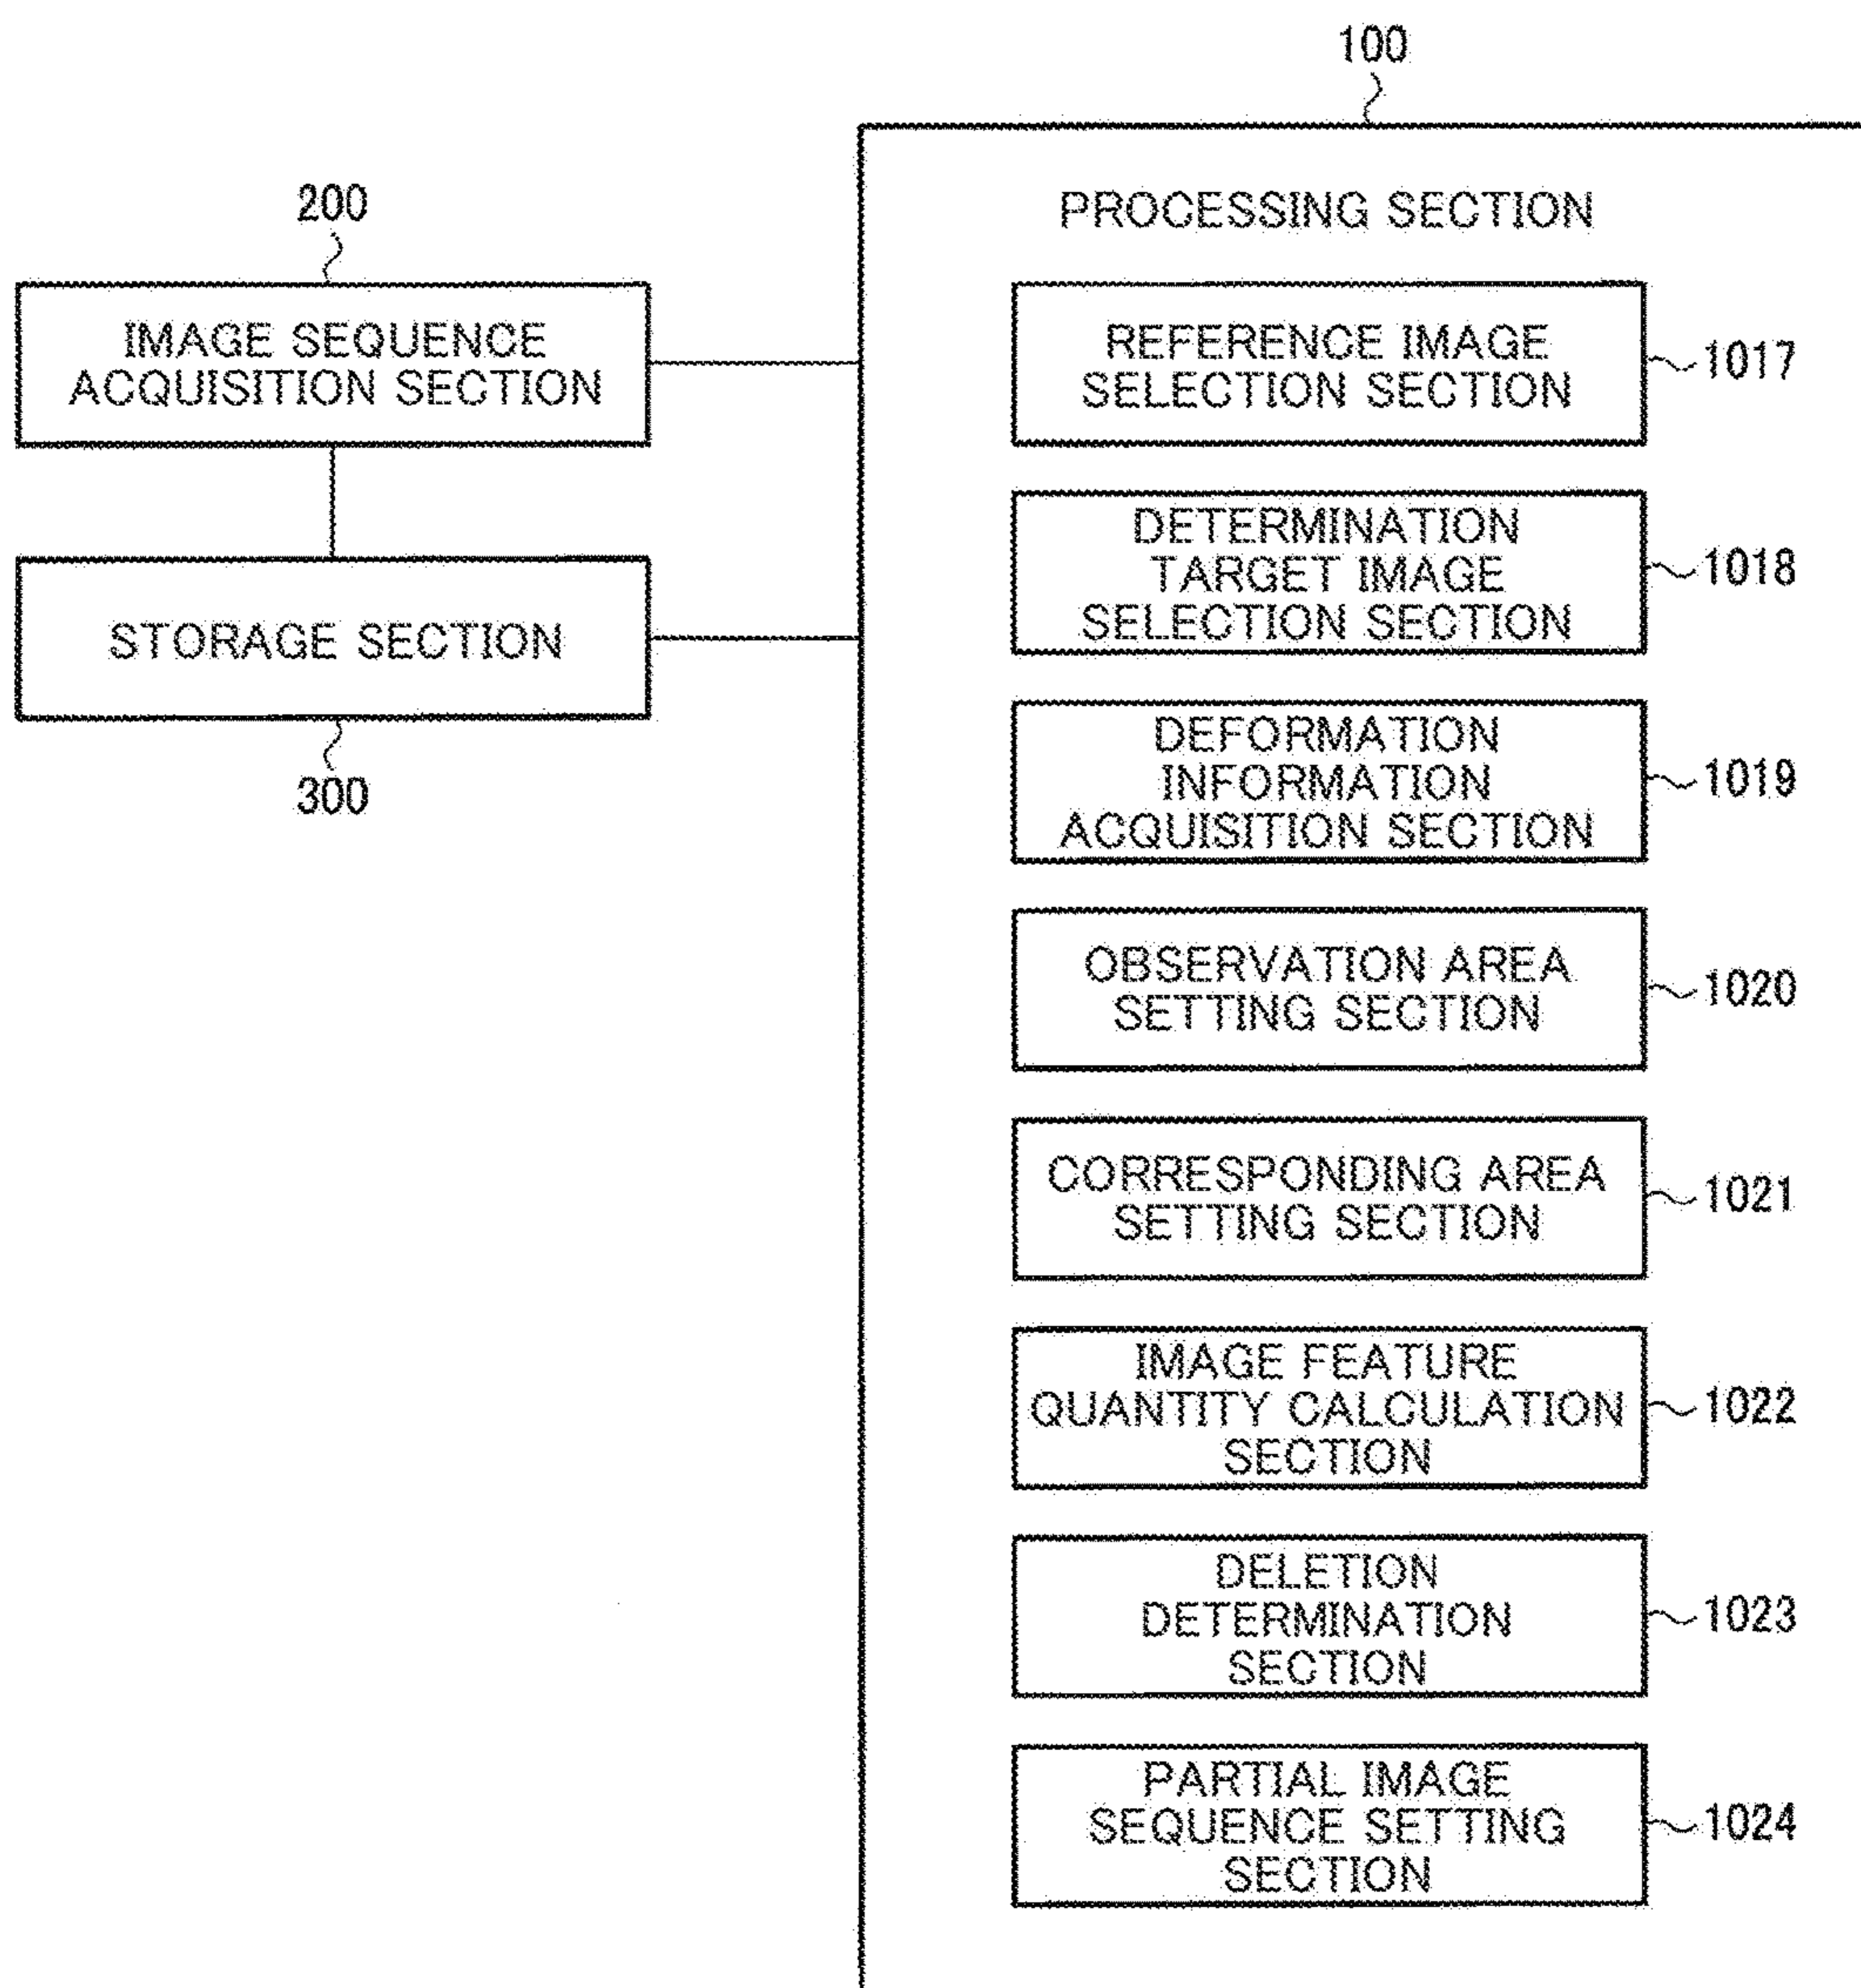 100
PROCESSING SECTION
200
IMAGE SEQUENCE
ACQUISITION SECTION
STORAGE SECTION
300
REFERENCE IMAGE
SELECTION SECTION
1017
DETERMINATION
TARGET IMAGE
SELECTION SECTION
1018
DEFORMATION
INFORMATION
ACQUISITION SECTION
1019
OBSERVATION AREA
SETTING SECTION
1020
CORRESPONDING AREA
SETTING SECTION
1021
IMAGE FEATURE
QUANTITY CALCULATION
SECTION
1022
DELETION
DETERMINATION
SECTION
1023
PARTIAL IMAGE
SEQUENCE SETTING
SECTION
1024